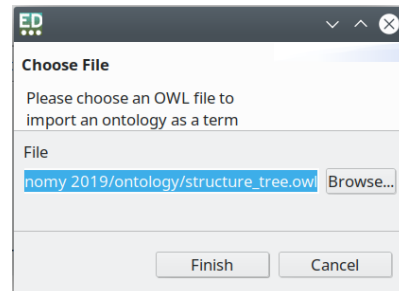 ED
Choose File
Please choose an OWL file to
import an ontology as a term
File
nomy 2019/ontology/structure_tree.owl Browse...
Finish Cancel